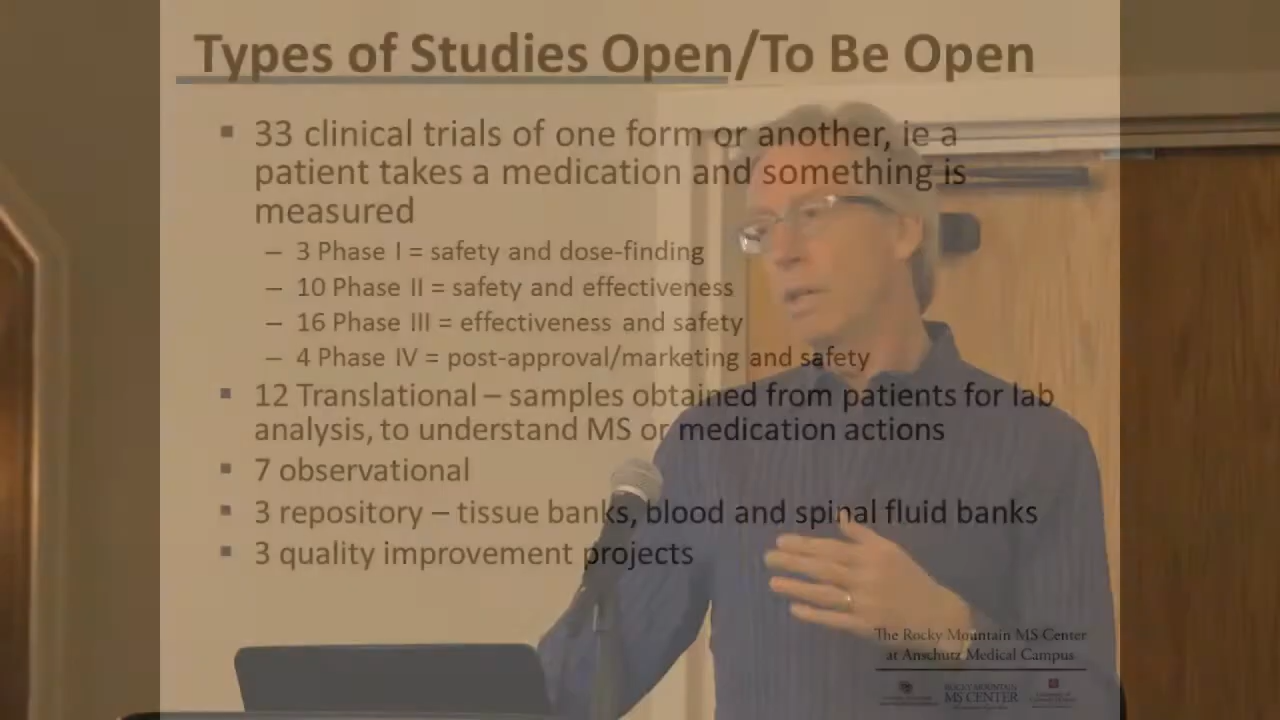 Types of Studies Open/To Be Open
▪ 33 clinical trials of one form or another, ie a
patient takes a medication and something is
measured
– 3 Phase I = safety and dose-finding
– 10 Phase II = safety and effectiveness
– 16 Phase III = effectiveness and safety
– 4 Phase IV = post-approval/marketing and safety
▪ 12 Translational – samples obtained from patients for lab
analysis, to understand MS or medication actions
▪ 7 observational
▪ 3 repository – tissue banks, blood and spinal fluid banks
▪ 3 quality improvement projects
The Rocky Mountain MS Center
at Anschutz Medical Campus
ROCKY MOUNTAIN
MS CENTER